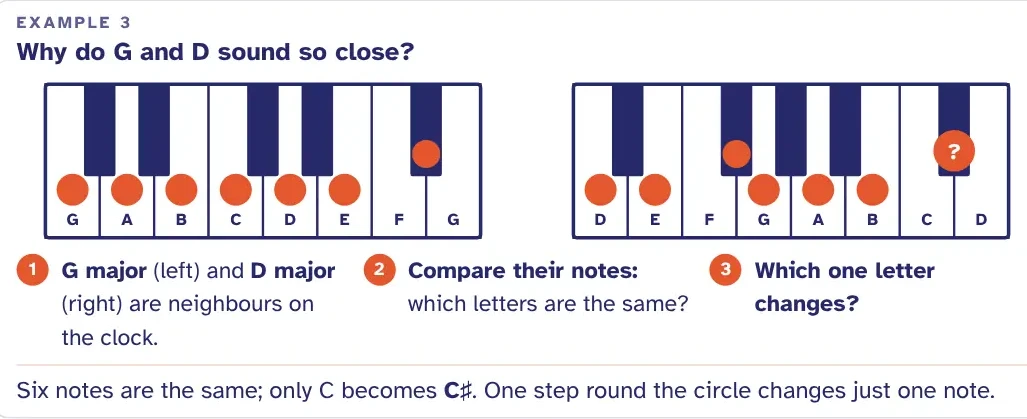 EXAMPLE 3
Why do G and D sound so close?
G A B C D E F G
D E F G A B C D
?
1 G major (left) and D major
(right) are neighbours on
the clock.
2 Compare their notes:
which letters are the same?
3 Which one letter
changes?
Six notes are the same; only C becomes C♯. One step round the circle changes just one note.